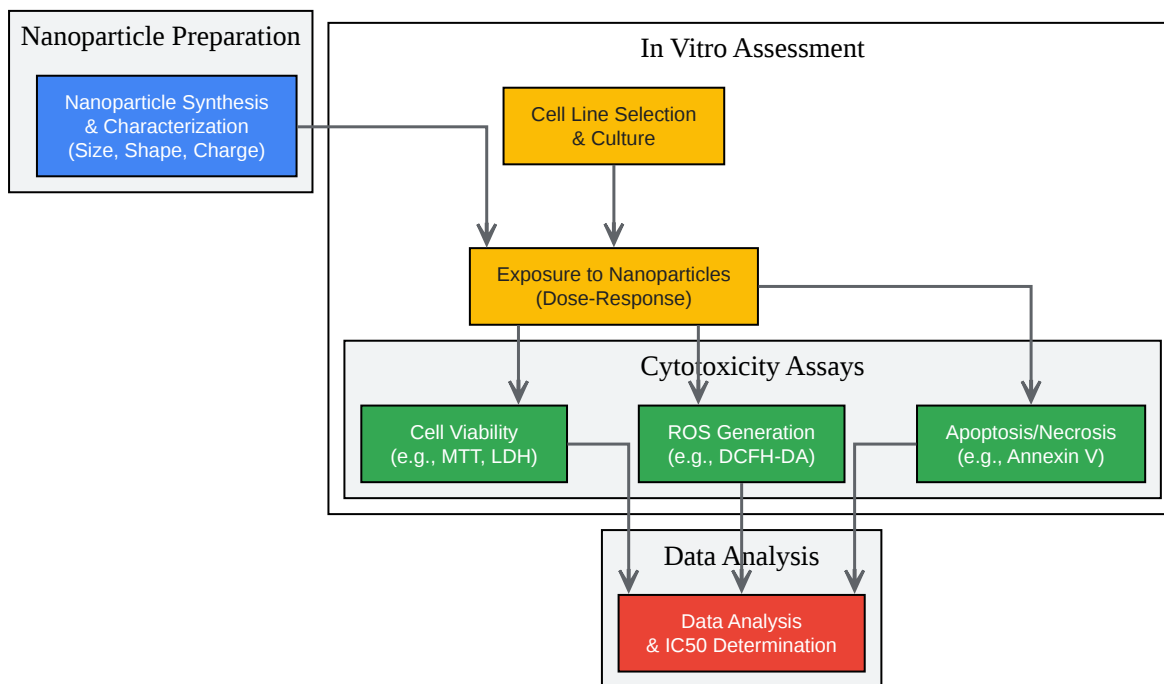 Nanoparticle Preparation
Nanoparticle Synthesis
& Characterization
(Size, Shape, Charge)
In Vitro Assessment
Cell Line Selection
& Culture
Exposure to Nanoparticles
(Dose-Response)
Cytotoxicity Assays
Cell Viability
(e.g., MTT, LDH)
ROS Generation
(e.g., DCFH-DA)
Apoptosis/Necrosis
(e.g., Annexin V)
Data Analysis
Data Analysis
& IC50 Determination